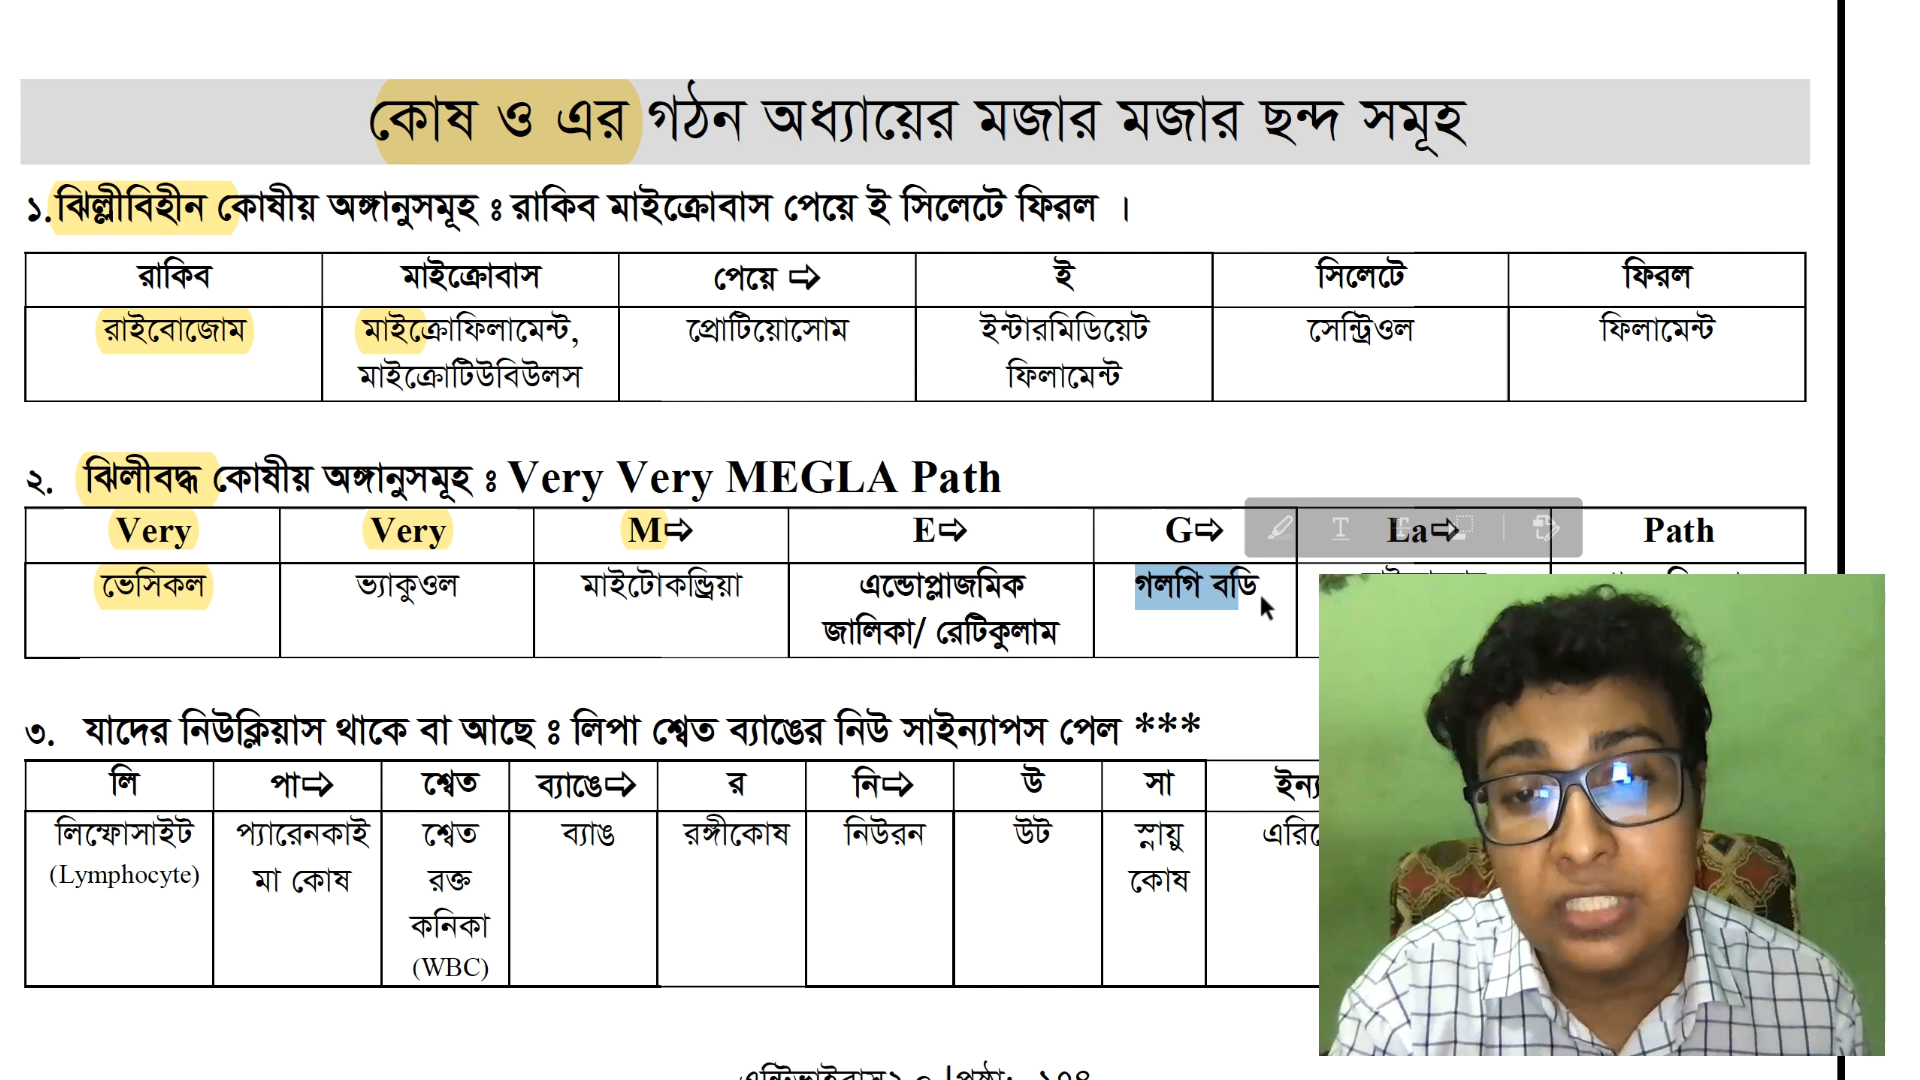 কোষ ও এর গঠন অধ্যায়ের মজার মজার ছন্দ সমূহ
১.ঝিল্লীবিহীন কোষীয় অঙ্গানুসমূহ ঃ রাকিব মাইক্রোবাস পেয়ে ই সিলেটে ফিরল ।
রাকিব মাইক্রোবাস পেয়ে ⇨ ই সিলেটে ফিরল
রাইবোজোম মাইক্রোফিলামেন্ট, প্রোটিয়োসোম ইন্টারমিডিয়েট সেন্ট্রিওল ফিলামেন্ট
মাইক্রোটিউবিউলস ফিলামেন্ট
২. ঝিলীবদ্ধ কোষীয় অঙ্গানুসমূহ ঃ Very Very MEGLA Path
Very Very M⇨ E⇨ G⇨ La⇨ Path
ভেসিকল ভ্যাকুওল মাইটোকন্ড্রিয়া এন্ডোপ্লাজমিক গলগি বডি
জালিকা/ রেটিকুলাম
৩. যাদের নিউক্লিয়াস থাকে বা আছে ঃ লিপা শ্বেত ব্যাঙের নিউ সাইন্যাপস পেল ***
লি পা⇨ শ্বেত ব্যাঙে⇨ র নি⇨ উ সা
লিম্ফোসাইট প্যারেনকাই শ্বেত ব্যাঙ রঙ্গীকোষ নিউরন উট স্নায়ু
(Lymphocyte) মা কোষ রক্ত কোষ
কনিকা
(WBC)